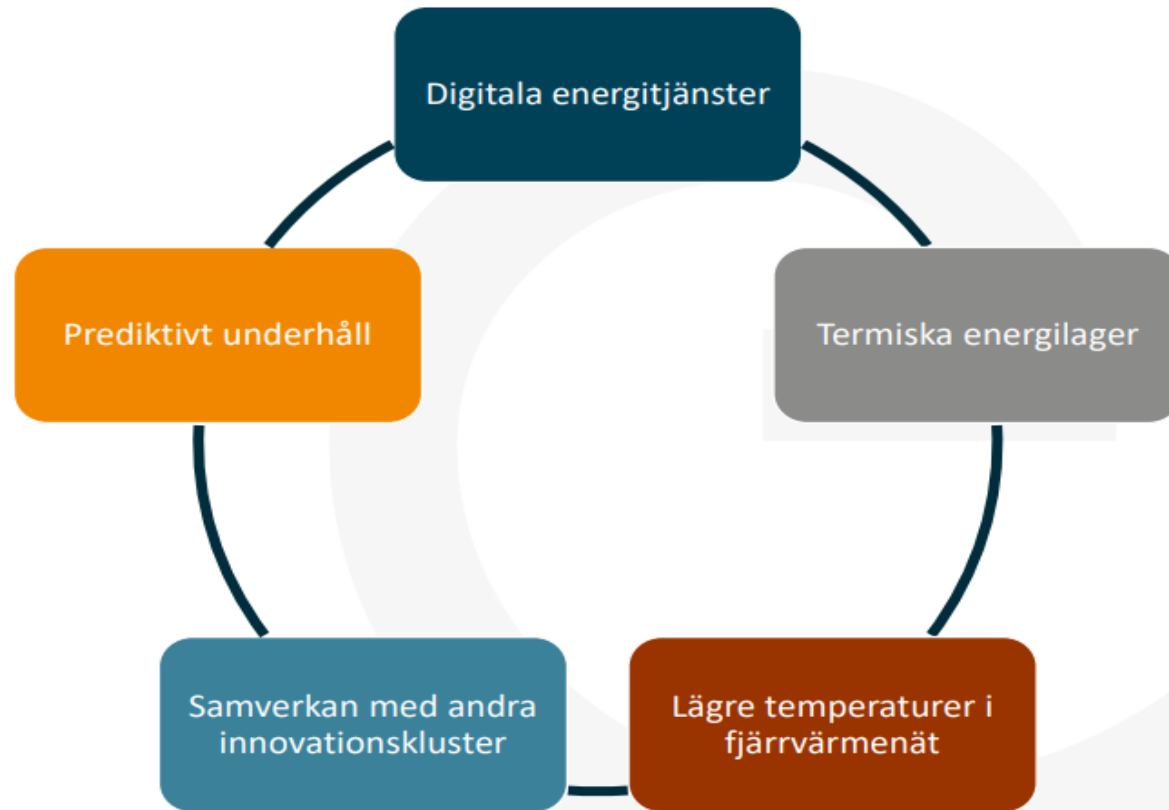 Digitala energitjänster
Prediktivt underhåll
Termiska energilager
Samverkan med andra
innovationskluster
Lägre temperaturer i
fjärrvärmenät